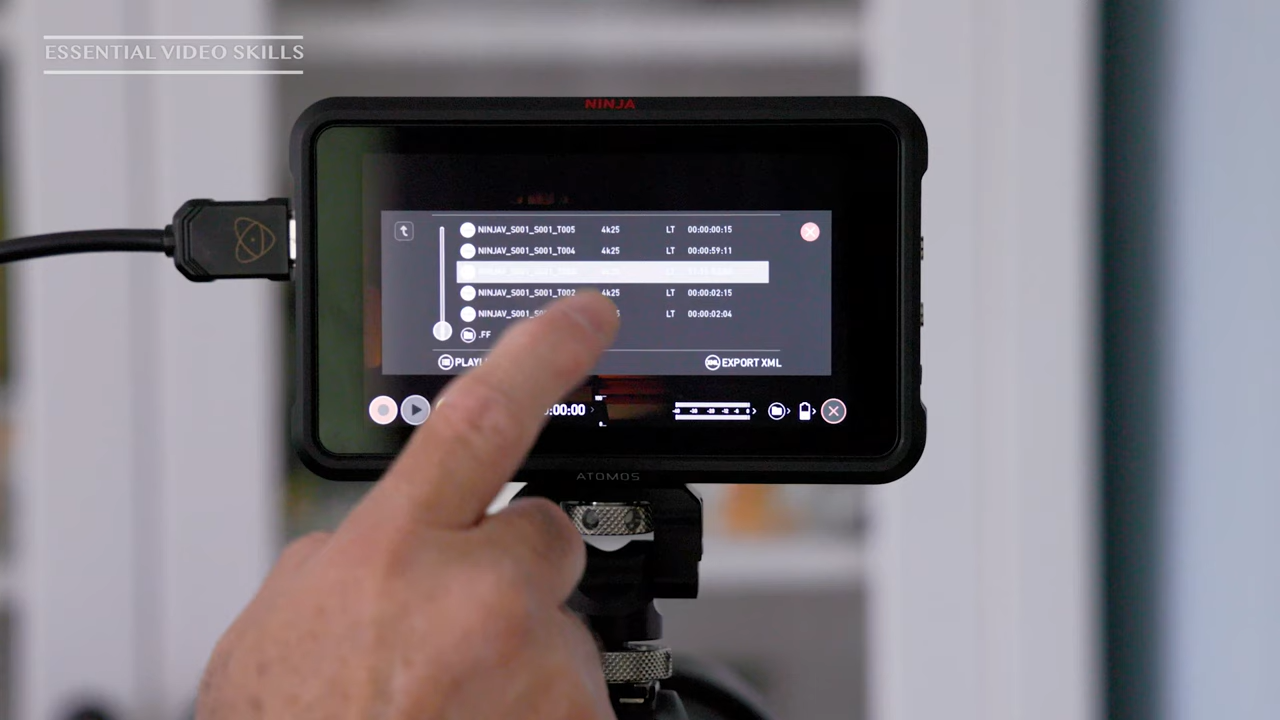 ESSENTIAL VIDEO SKILLS
NINJA
NINJAV_S001_S001_T005 4k25 LT 00:00:00:15
NINJAV_S001_S001_T004 4k25 LT 00:00:59:11
NINJAV_S001_S001_T002 4k25 LT 00:00:02:15
NINJAV_S001 LT 00:00:02:04
.FF
EXPORT XML
:00:00
ATOMOS